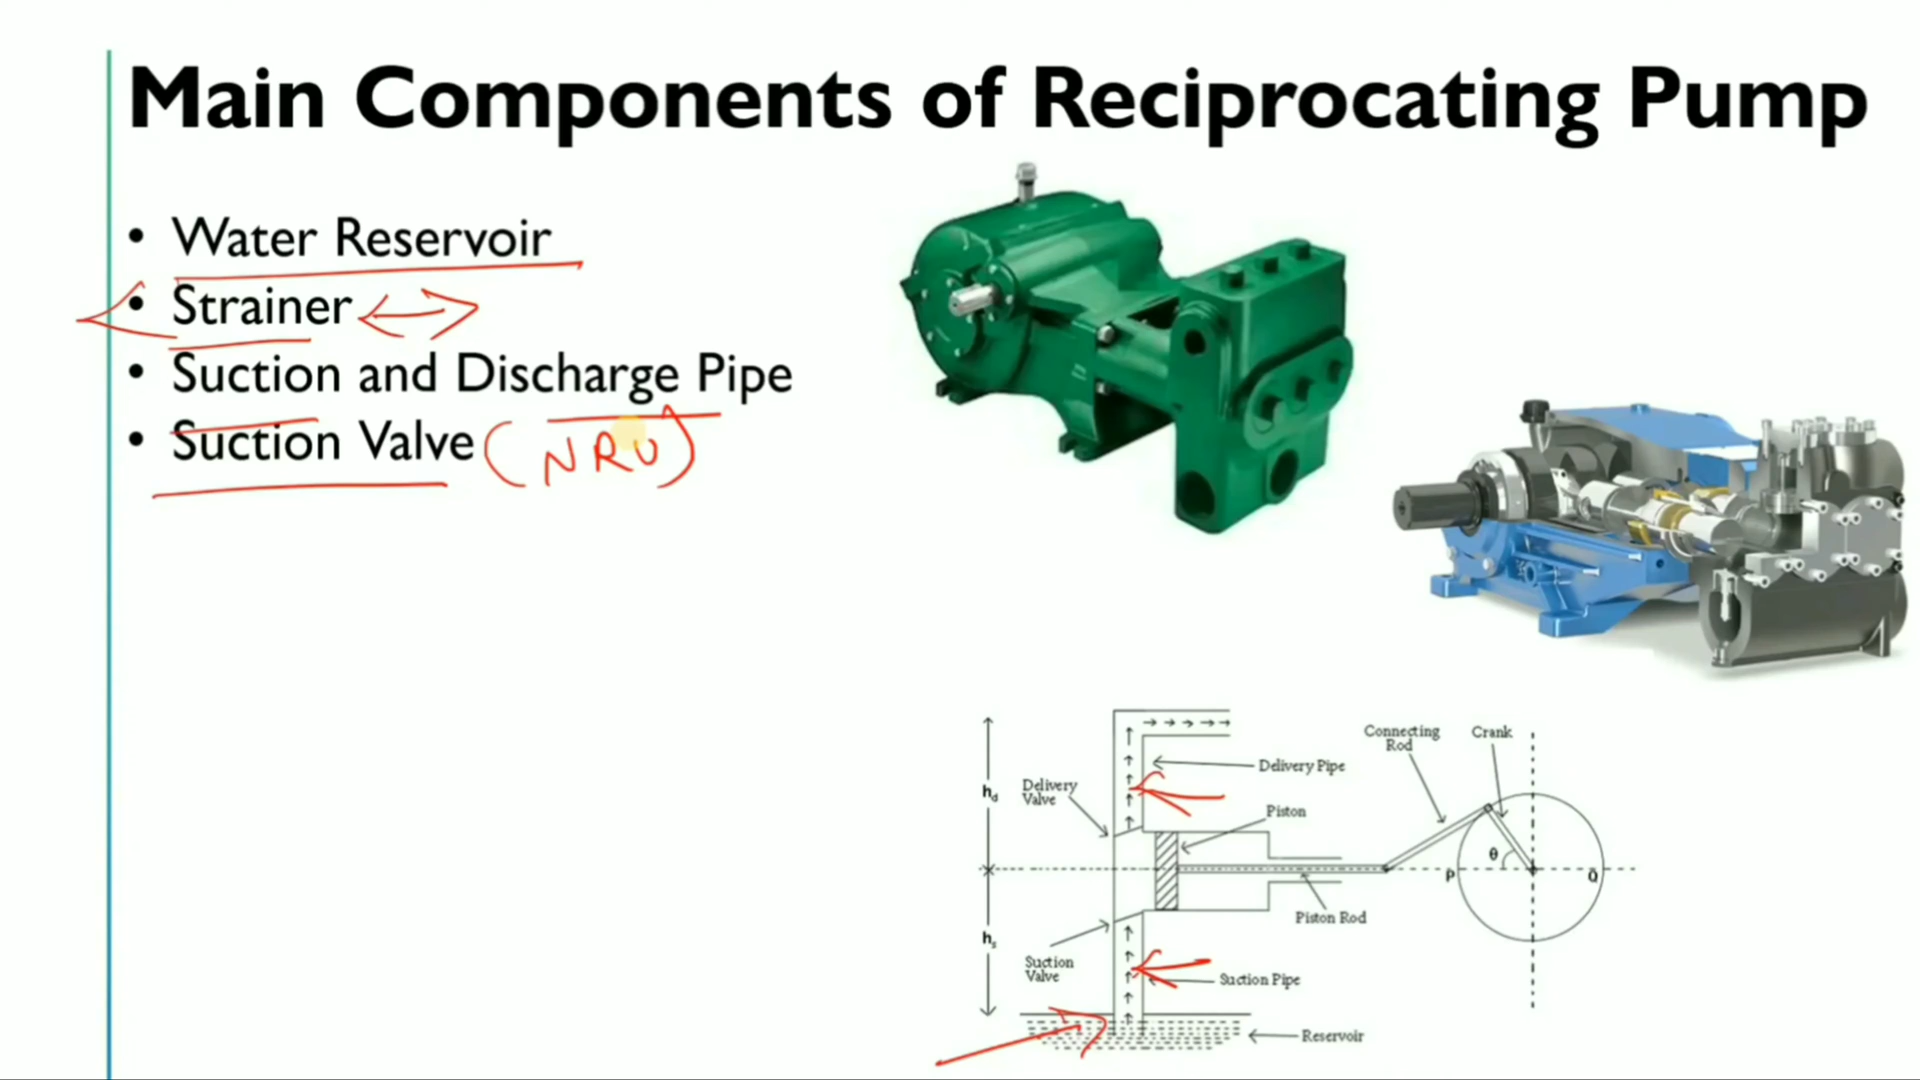 Main Components of Reciprocating Pump
• Water Reservoir
• Strainer
• Suction and Discharge Pipe
• Suction Valve (NRV)
Connecting
Rod
Crank
Delivery Pipe
hd
Delivery
Valve
Piston
θ
P
Q
Piston Rod
hs
Suction
Valve
Suction Pipe
Reservoir